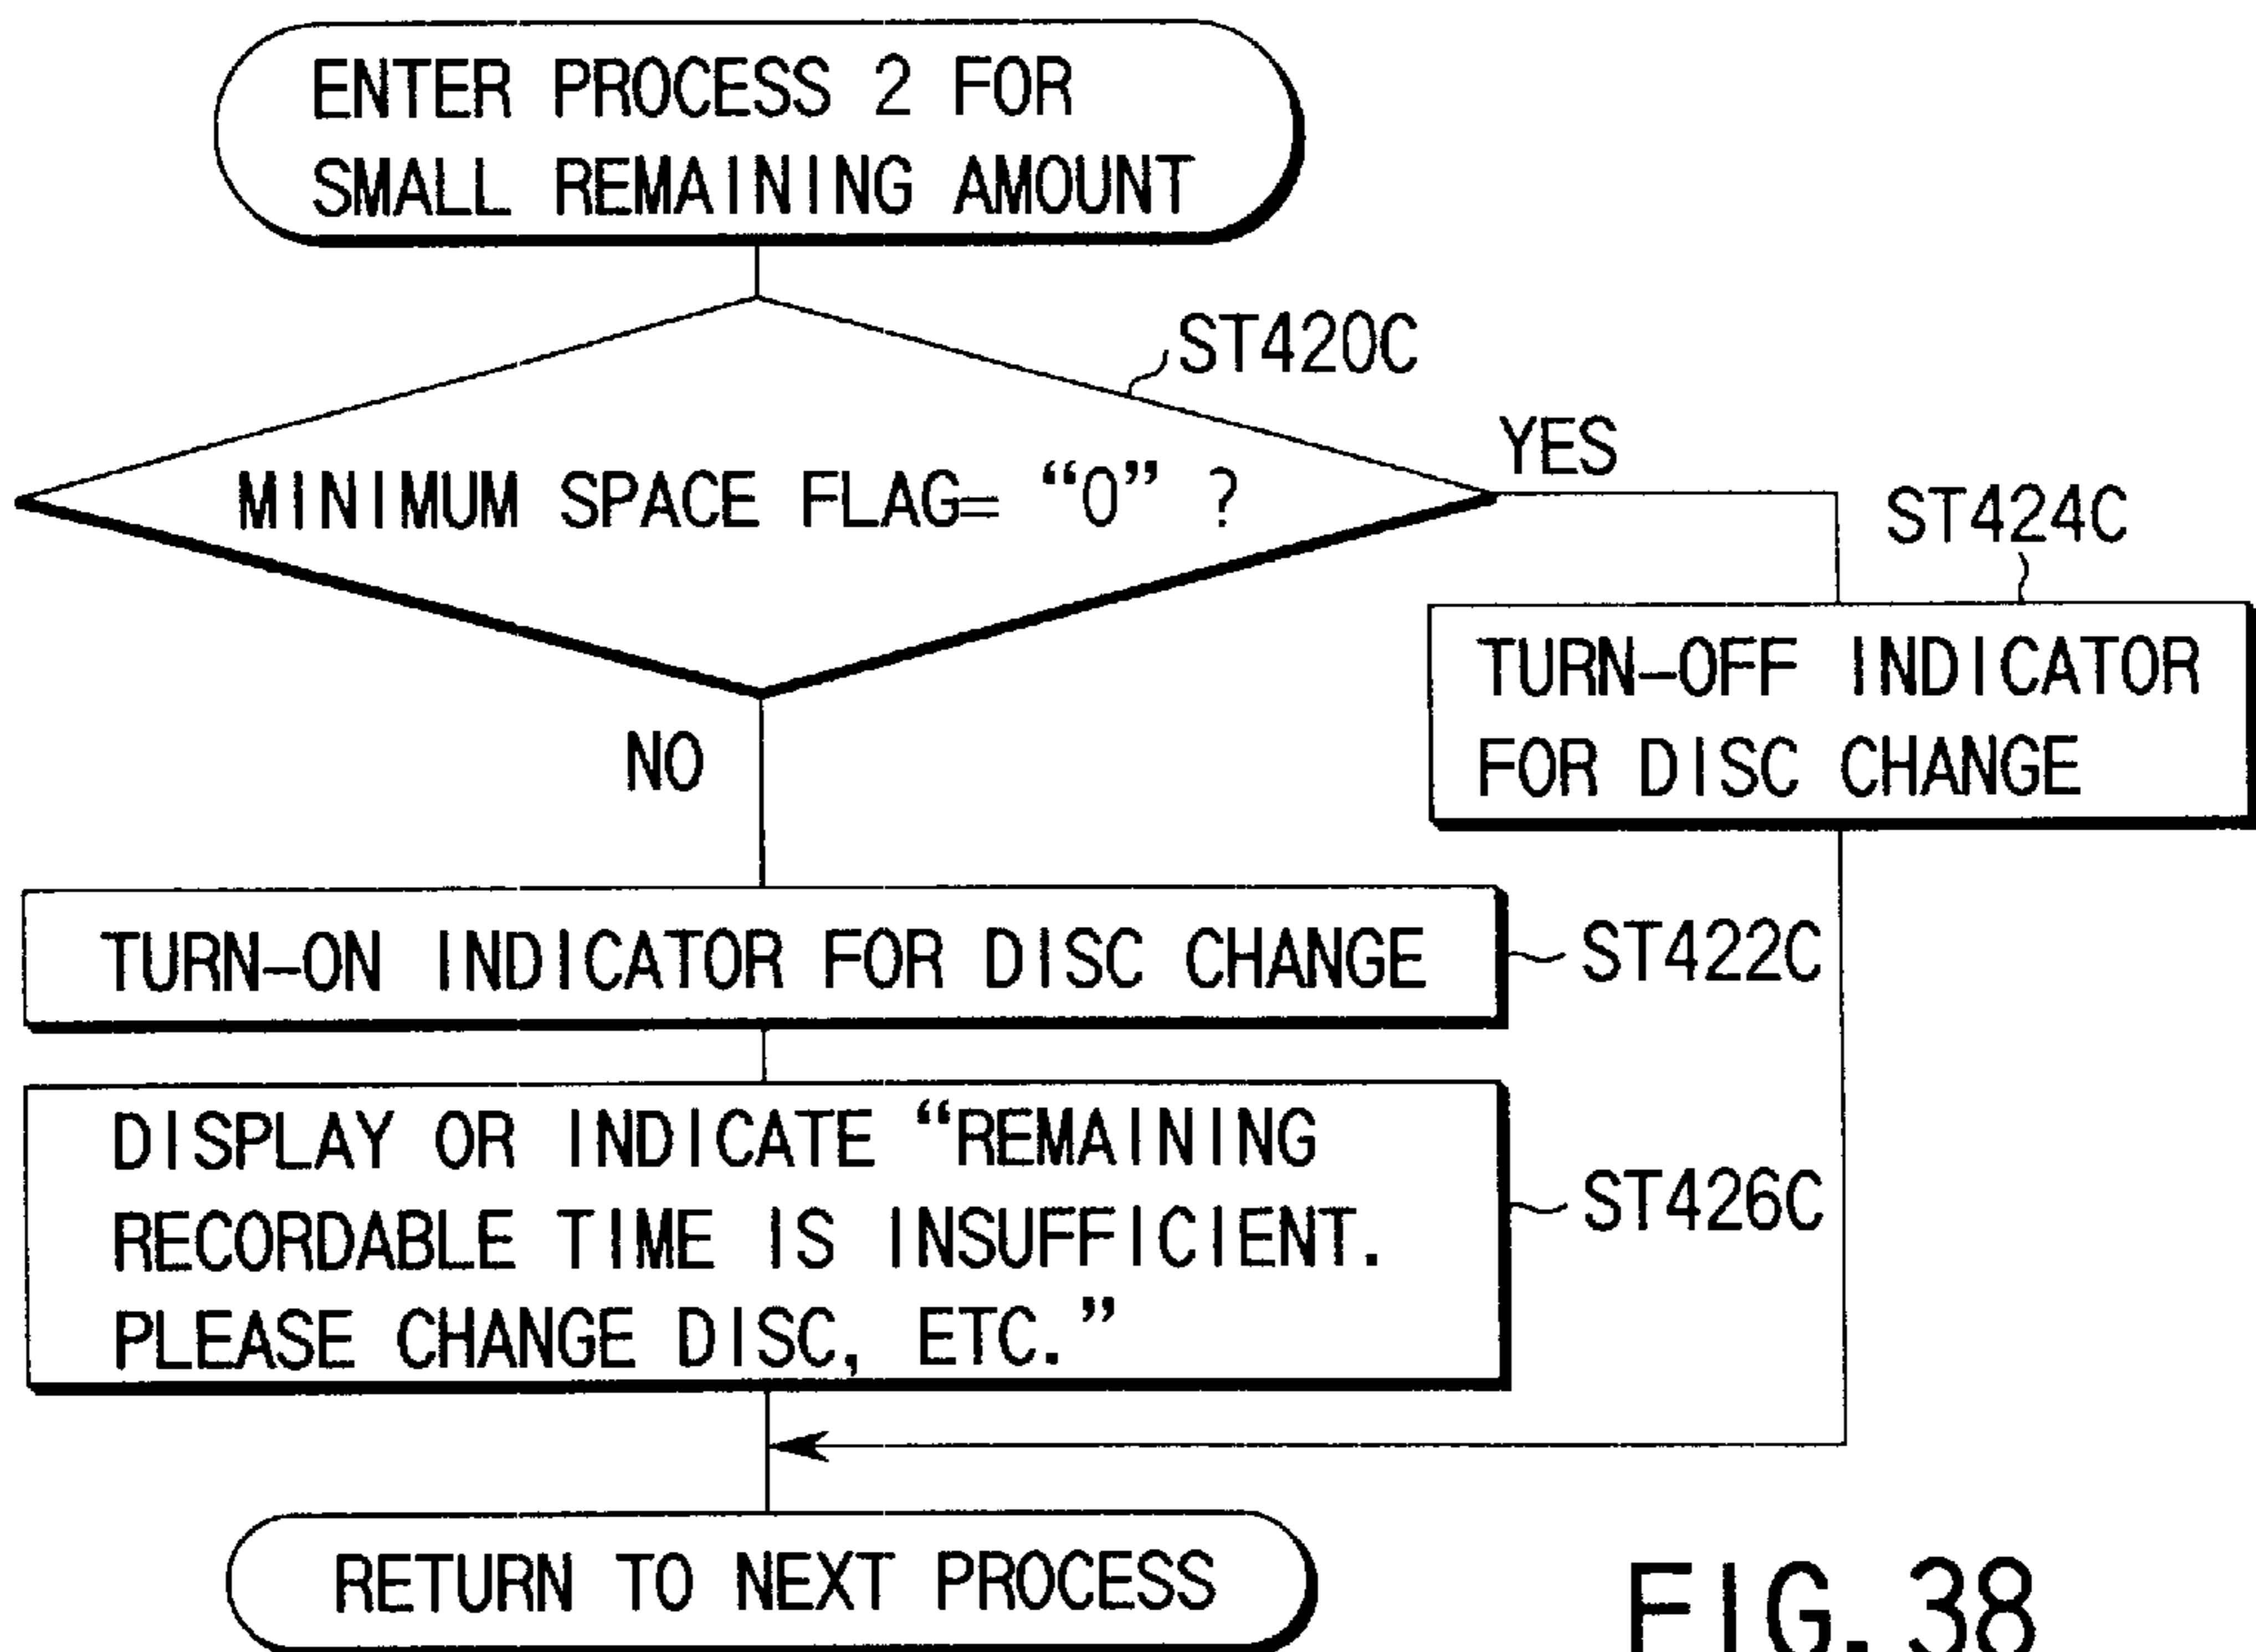 ENTER PROCESS 2 FOR
SMALL REMAINING AMOUNT
ST420C
MINIMUM SPACE FLAG= “0” ?
YES
ST424C
TURN-OFF INDICATOR
FOR DISC CHANGE
NO
TURN-ON INDICATOR FOR DISC CHANGE
ST422C
DISPLAY OR INDICATE “REMAINING
RECORDABLE TIME IS INSUFFICIENT.
PLEASE CHANGE DISC, ETC.”
ST426C
RETURN TO NEXT PROCESS
FIG. 38